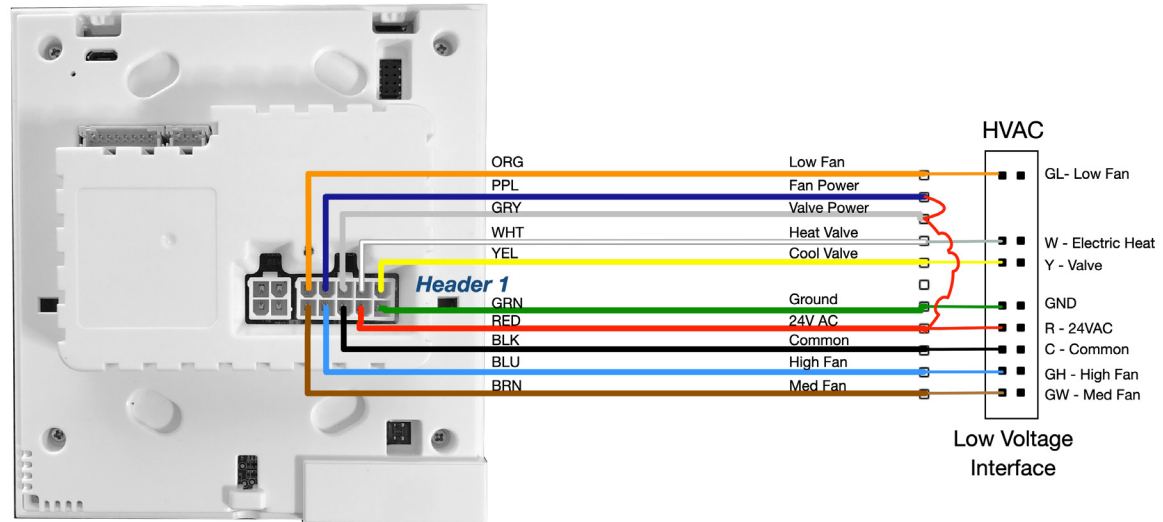 HVAC
ORG Low Fan GL- Low Fan
PPL Fan Power
GRY Valve Power
WHT Heat Valve W - Electric Heat
YEL Cool Valve Y - Valve
Header 1
GRN Ground GND
RED 24V AC R - 24VAC
BLK Common C - Common
BLU High Fan GH - High Fan
BRN Med Fan GW - Med Fan
Low Voltage
Interface